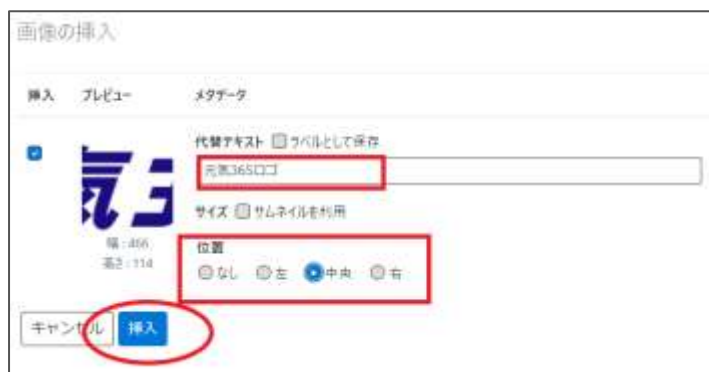 画像の挿入
挿入 プレビュー メタデータ
代替テキスト ラベルとして保存
元気365ロゴ
サイズ サムネイルを利用
幅:466
高さ:114
位置
なし 左 中央 右
キャンセル 挿入